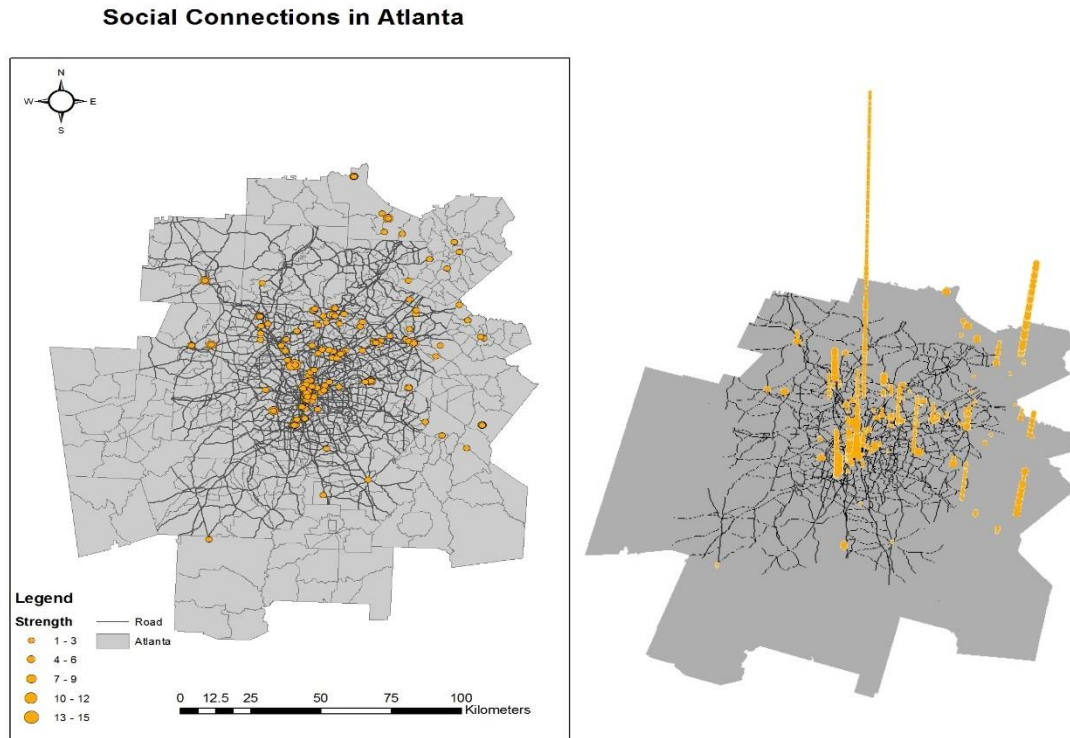 Social Connections in Atlanta
N
W E
S
Legend
Strength
1 - 3
4 - 6
7 - 9
10 - 12
13 - 15
Road
Atlanta
0 12.5 25 50 75 100
Kilometers